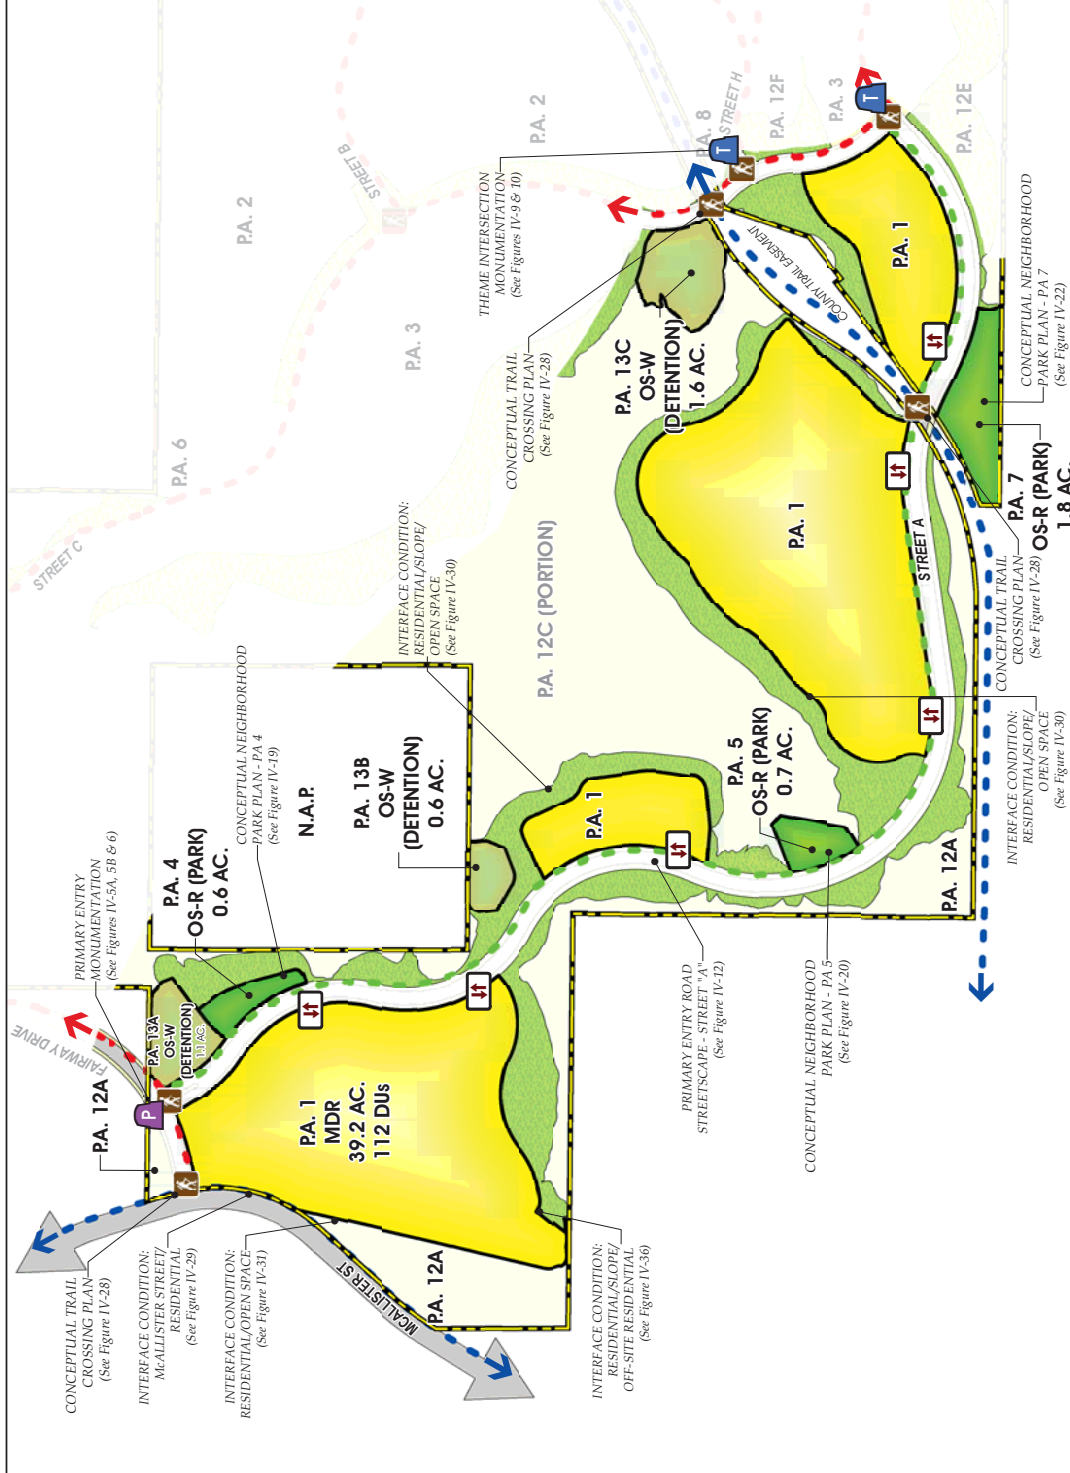 CONCEPTUAL TRAIL
CROSSING PLAN
(See Figure IV-28)
INTERFACE CONDITION:
McALLISTER STREET/
RESIDENTIAL
(See Figure IV-29)
INTERFACE CONDITION:
RESIDENTIAL/OPEN SPACE
(See Figure IV-31)
MCALLISTER ST
P.A. 12A
P.A. 12A
FAIRWAY DRIVE
P
PRIMARY ENTRY
MONUMENTATION
(See Figures IV-5A, 5B & 6)
P.A. 13A
OS-W
(DETENTION)
1.1 AC.
P.A. 4
OS-R (PARK)
0.6 AC.
CONCEPTUAL NEIGHBORHOOD
PARK PLAN - PA 4
(See Figure IV-19)
N.A.P.
P.A. 1
MDR
39.2 AC.
112 DUs
P.A. 13B
OS-W
(DETENTION)
0.6 AC.
INTERFACE CONDITION:
RESIDENTIAL/SLOPE/
OPEN SPACE
(See Figure IV-30)
INTERFACE CONDITION:
RESIDENTIAL/SLOPE/
OFF-SITE RESIDENTIAL
(See Figure IV-36)
PRIMARY ENTRY ROAD
STREETSCAPE - STREET "A"
(See Figure IV-12)
P.A. 1
P.A. 5
OS-R (PARK)
0.7 AC.
CONCEPTUAL NEIGHBORHOOD
PARK PLAN - PA 5
(See Figure IV-20)
P.A. 12A
STREET C
P.A. 6
P.A. 3
STREET B
P.A. 2
P.A. 2
P.A. 12C (PORTION)
CONCEPTUAL TRAIL
CROSSING PLAN
(See Figure IV-28)
THEME INTERSECTION
MONUMENTATION
(See Figures IV-9 & 10)
P.A. 13C
OS-W
(DETENTION)
1.6 AC.
P.A. 8
STREET H
P.A. 12F
P.A. 3
P.A. 12E
T
T
COUNTY TRAIL EASEMENT
P.A. 1
P.A. 1
STREET A
INTERFACE CONDITION:
RESIDENTIAL/SLOPE/
OPEN SPACE
(See Figure IV-30)
CONCEPTUAL TRAIL
CROSSING PLAN
(See Figure IV-28)
P.A. 7
OS-R (PARK)
1.8 AC.
CONCEPTUAL NEIGHBORHOOD
PARK PLAN - PA 7
(See Figure IV-22)